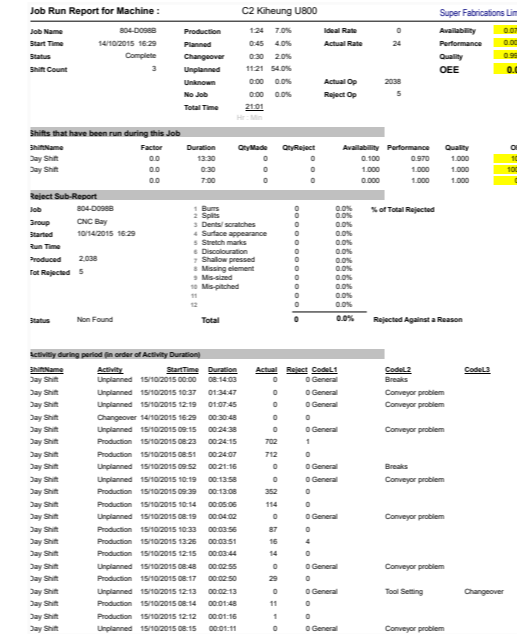 Job Run Report for Machine : C2 Kiheung U800 Super Fabrications Lim
Job Name 804-D098B Production 1:24 7.0% Ideal Rate 0 Availability 0.07
Start Time 14/10/2015 16:29 Planned 0:45 4.0% Actual Rate 24 Performance 0.00
Status Complete Changeover 0:30 2.0% Quality 0.99
Shift Count 3 Unplanned 11:21 54.0% OEE 0.0
Unknown 0:00 0.0% Actual Op 2038
No Job 0:00 0.0% Reject Op 5
Total Time 21:01
Hr : Min
Shifts that have been run during this Job
ShiftName Factor Duration QtyMade QtyReject Availability Performance Quality OE
Day Shift 0.0 13:30 0 0 0.100 0.970 1.000 10
Day Shift 0.0 0:30 0 0 1.000 1.000 1.000 100
0.0 7:00 0 0 0.000 1.000 1.000 0
Reject Sub-Report
Job 804-D098B 1 Burrs 0 0.0% % of Total Rejected
2 Splits 0 0.0%
Group CNC Bay 3 Dents/ scratches 0 0.0%
Started 10/14/2015 16:29 4 Surface appearance 0 0.0%
Run Time 5 Stretch marks 0 0.0%
6 Discolouration 0 0.0%
Produced 2,038 7 Shallow pressed 0 0.0%
Tot Rejected 5 8 Missing element 0 0.0%
9 Mis-sized 0 0.0%
10 Mis-pitched 0 0.0%
11 0 0.0%
12 0 0.0%
Status Non Found Total 0 0.0% Rejected Against a Reason
Activitiy during period (in order of Activity Duration)
ShiftName Activity StartTime Duration Actual Reject CodeL1 CodeL2 CodeL3
Day Shift Unplanned 15/10/2015 00:00 08:14:03 0 0 General Breaks
Day Shift Unplanned 15/10/2015 10:37 01:34:47 0 0 General Conveyor problem
Day Shift Unplanned 15/10/2015 12:19 01:07:45 0 0 General Conveyor problem
Day Shift Changeover 14/10/2015 16:29 00:30:48 0 0
Day Shift Unplanned 15/10/2015 09:15 00:24:38 0 0 General Conveyor problem
Day Shift Production 15/10/2015 08:23 00:24:15 702 1
Day Shift Production 15/10/2015 08:51 00:24:07 712 0
Day Shift Unplanned 15/10/2015 09:52 00:21:16 0 0 General Breaks
Day Shift Unplanned 15/10/2015 10:19 00:13:58 0 0 General Conveyor problem
Day Shift Production 15/10/2015 09:39 00:13:08 352 0
Day Shift Production 15/10/2015 10:14 00:05:06 114 0
Day Shift Unplanned 15/10/2015 08:19 00:04:02 0 0 General Conveyor problem
Day Shift Production 15/10/2015 10:33 00:03:56 87 0
Day Shift Production 15/10/2015 13:26 00:03:51 16 4
Day Shift Production 15/10/2015 12:15 00:03:44 14 0
Day Shift Unplanned 15/10/2015 08:48 00:02:55 0 0 General Conveyor problem
Day Shift Production 15/10/2015 08:17 00:02:50 29 0
Day Shift Unplanned 15/10/2015 12:13 00:02:13 0 0 General Tool Setting Changeover
Day Shift Production 15/10/2015 08:14 00:01:48 11 0
Day Shift Production 15/10/2015 12:12 00:01:16 1 0
Day Shift Unplanned 15/10/2015 08:15 00:01:11 0 0 General Conveyor problem